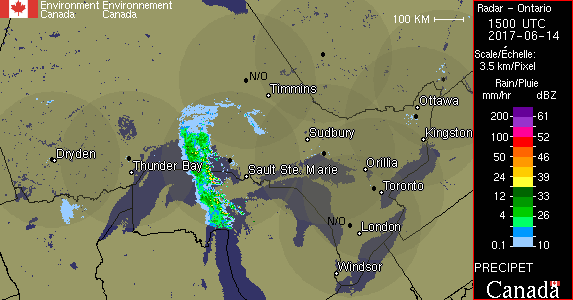 Environment Environnement
Canada Canada
100 KM
N/O
Timmins
Ottawa
Sudbury
Kingston
Dryden
Thunder Bay
Sault Ste. Marie
Orillia
Toronto
N/O
London
Windsor
Radar - Ontario
1500 UTC
2017-06-14
Scale/Échelle:
3.5 km/Pixel
Rain/Pluie
mm/hr dBZ
200 61
100 52
50 46
24 39
12 33
4 26
0.1 10
PRECIPET
Canada